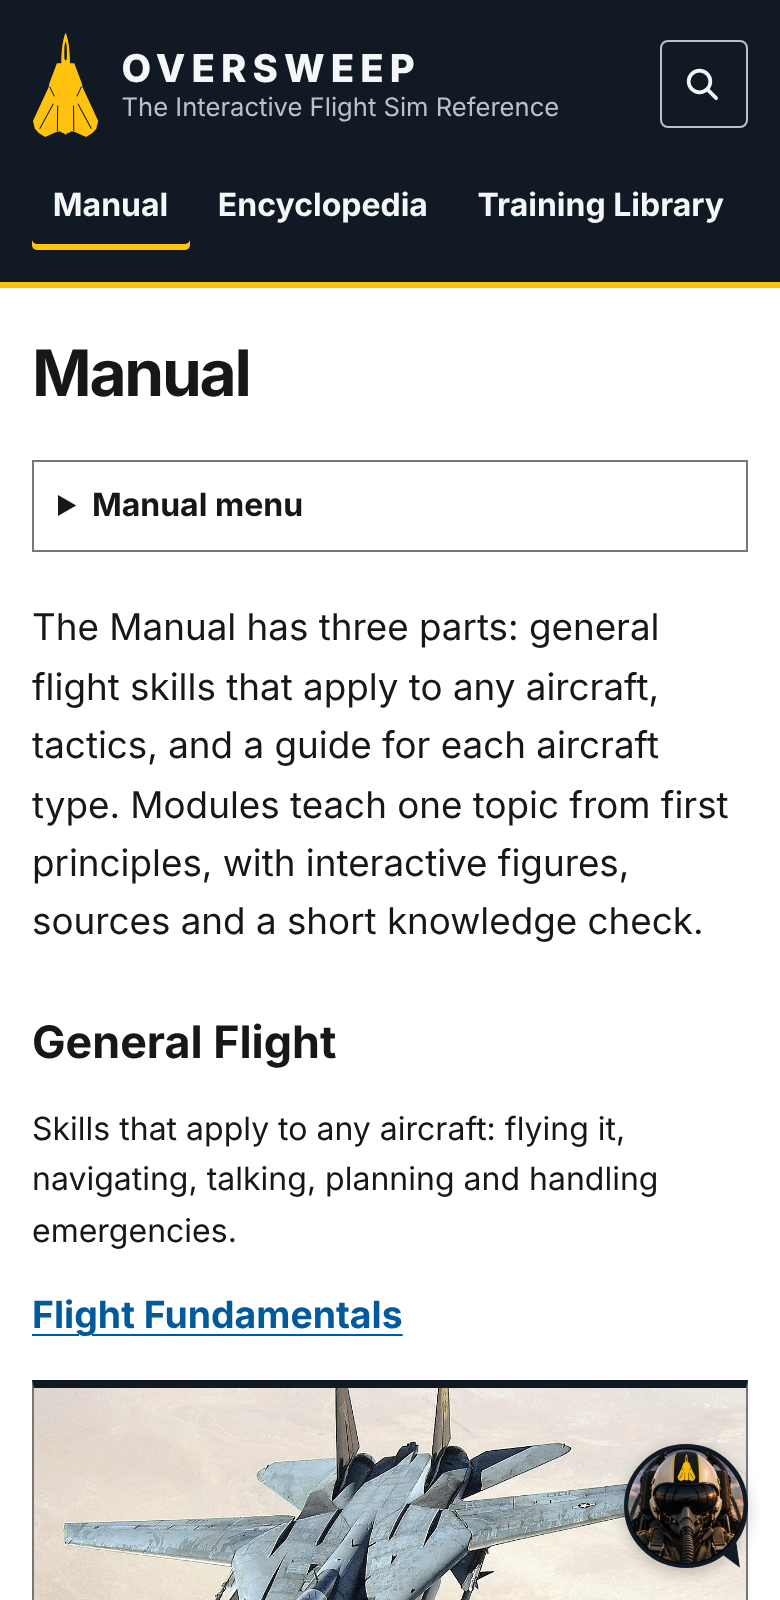 OVERSWEEP
The Interactive Flight Sim Reference
Manual Encyclopedia Training Library
Manual
Manual menu
The Manual has three parts: general
flight skills that apply to any aircraft,
tactics, and a guide for each aircraft
type. Modules teach one topic from first
principles, with interactive figures,
sources and a short knowledge check.
General Flight
Skills that apply to any aircraft: flying it,
navigating, talking, planning and handling
emergencies.
Flight Fundamentals